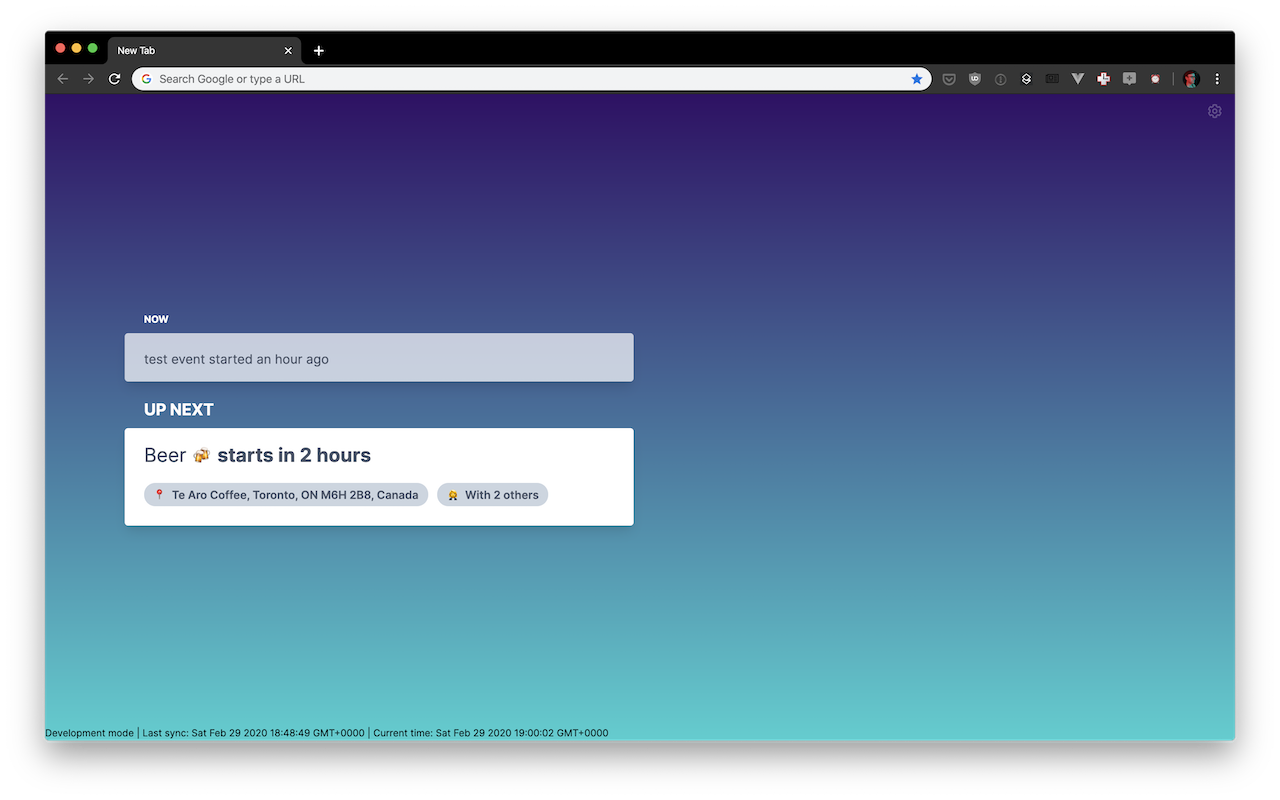 New Tab
Search Google or type a URL
NOW
test event started an hour ago
UP NEXT
Beer 🍻 starts in 2 hours
📍 Te Aro Coffee, Toronto, ON M6H 2B8, Canada With 2 others
Development mode | Last sync: Sat Feb 29 2020 18:48:49 GMT+0000 | Current time: Sat Feb 29 2020 19:00:02 GMT+0000